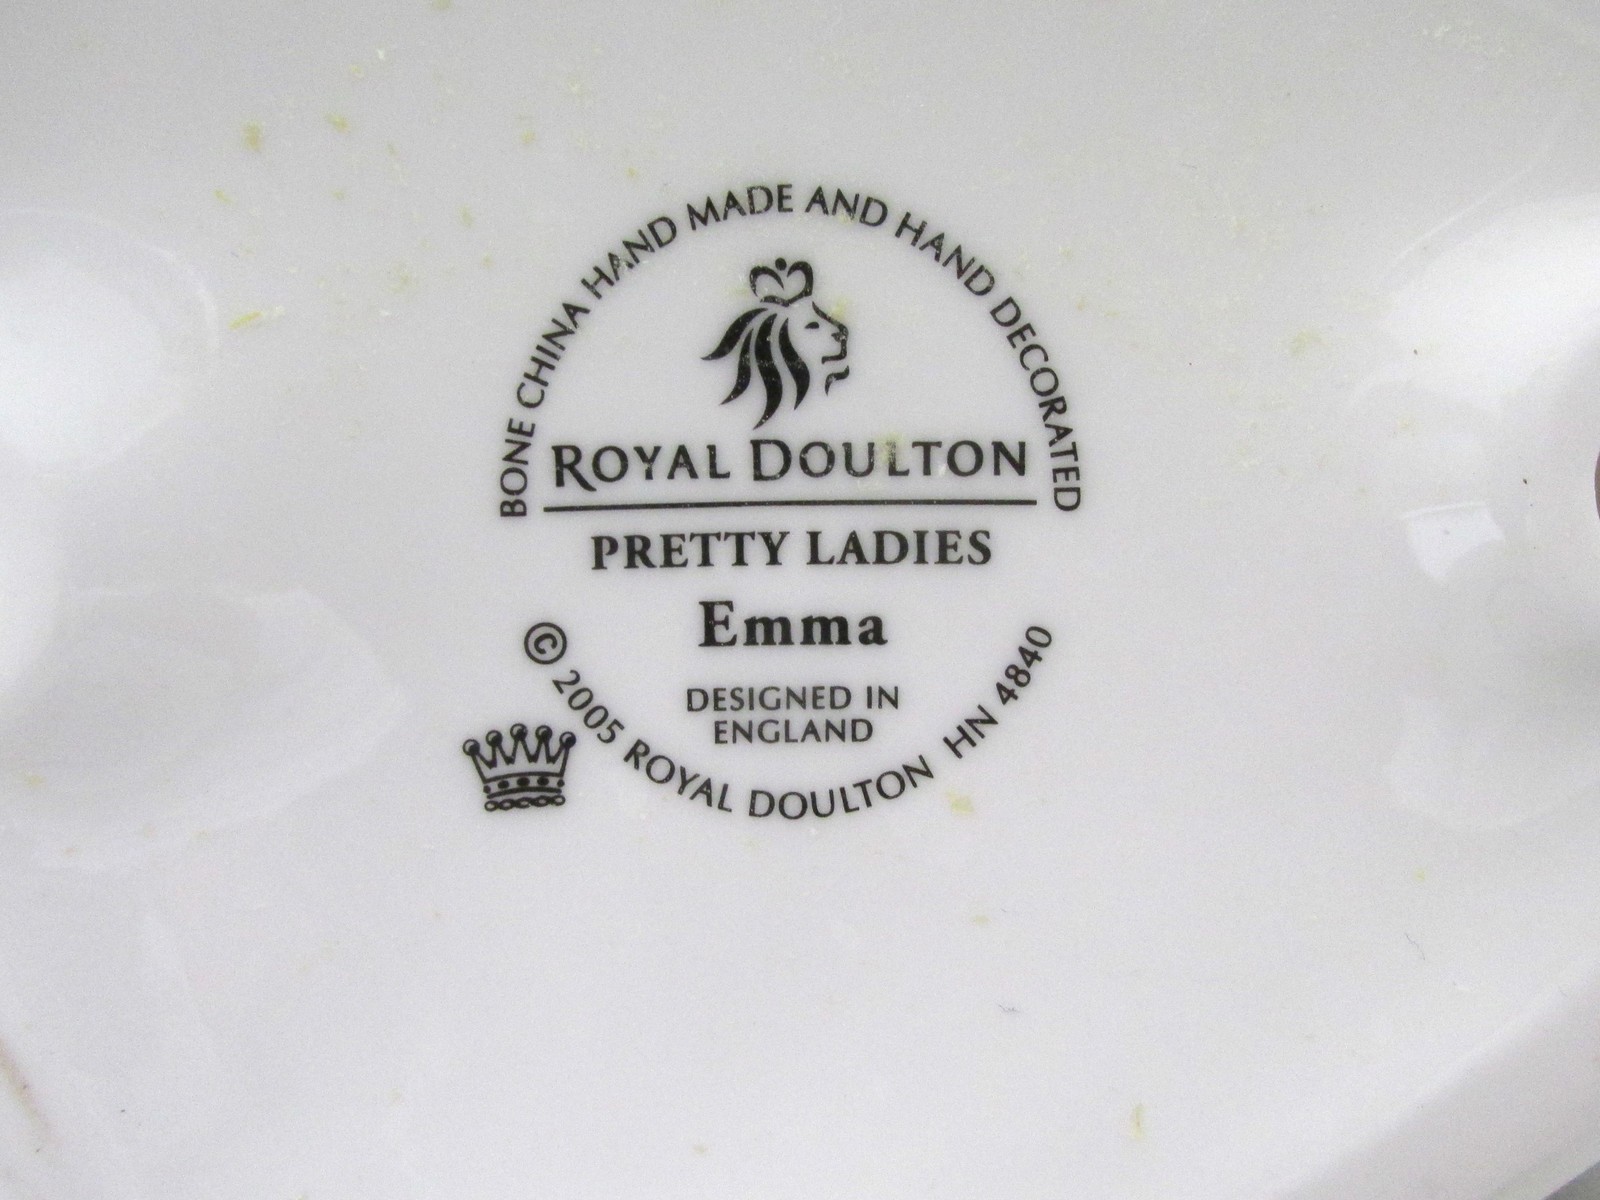 BONE CHINA HAND MADE AND HAND DECORATED
ROYAL DOULTON
PRETTY LADIES
Emma
DESIGNED IN
ENGLAND
© 2005 ROYAL DOULTON HN 4840